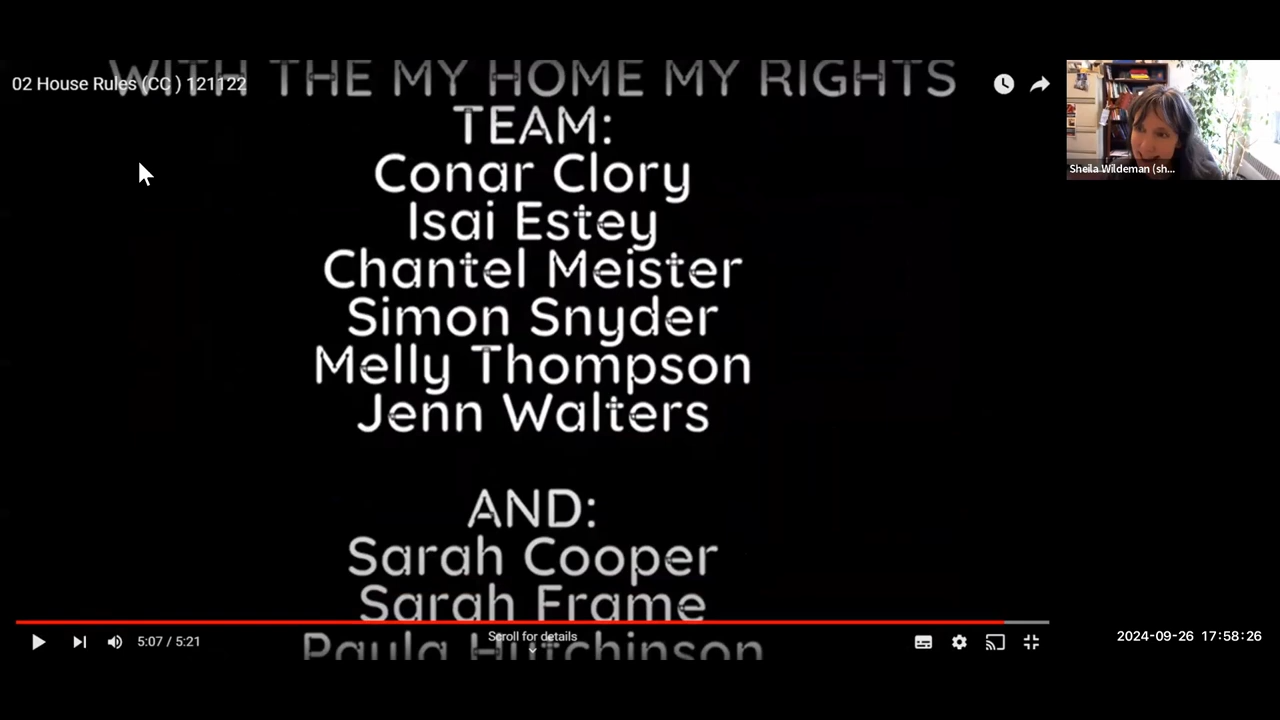 WITH THE MY HOME MY RIGHTS
02 House Rules (CC ) 121122
TEAM:
Conar Clory
Isai Estey
Chantel Meister
Simon Snyder
Melly Thompson
Jenn Walters
AND:
Sarah Cooper
Sarah Frame
Paula Hutchinson
Scroll for details
5:07 / 5:21
Sheila Wildeman (sh...
2024-09-26 17:58:26